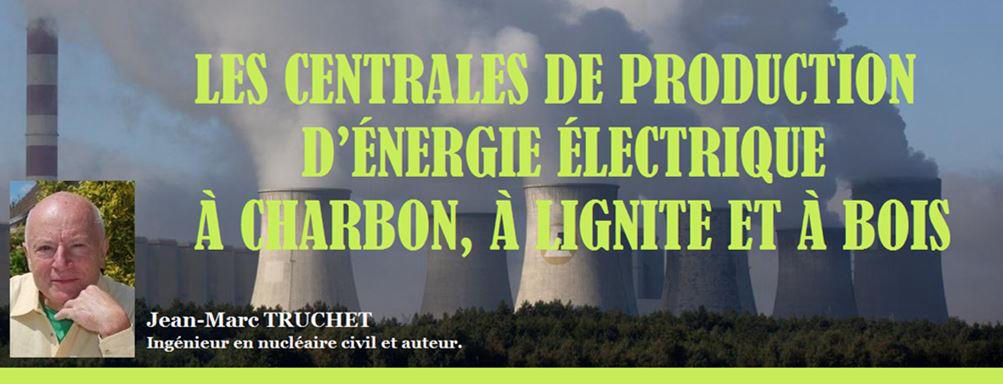 LES CENTRALES DE PRODUCTION
D’ÉNERGIE ÉLECTRIQUE
À CHARBON, À LIGNITE ET À BOIS
Jean-Marc TRUCHET
Ingénieur en nucléaire civil et auteur.